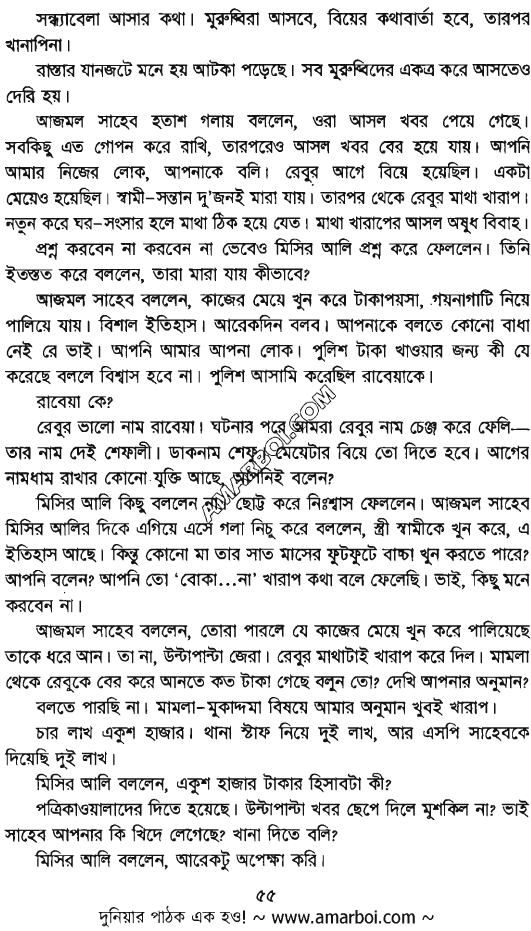 সন্ধ্যাবেলা আসার কথা। মুরুব্বিরা আসবে, বিয়ের কথাবার্তা হবে, তারপর
খানাপিনা।
রাস্তার যানজটে মনে হয় আটকা পড়েছে। সব মুরুব্বিদের একত্র করে আসতেও
দেরি হয়।
আজমল সাহেব হতাশ গলায় বললেন, ওরা আসল খবর পেয়ে গেছে।
সবকিছু এত গোপন করে রাখি, তারপরেও আসল খবর বের হয়ে যায়। আপনি
আমার নিজের লোক, আপনাকে বলি। রেবুর আগে বিয়ে হয়েছিল। একটা
মেয়েও হয়েছিল। স্বামী-সন্তান দু'জনই মারা যায়। তারপর থেকে রেবুর মাথা খারাপ।
নতুন করে ঘর-সংসার হলে মাথা ঠিক হয়ে যেত। মাথা খারাপের আসল অষুধ বিবাহ।
প্রশ্ন করবেন না করবেন না ভেবেও মিসির আলি প্রশ্ন করে ফেললেন। তিনি
ইতস্তত করে বললেন, তারা মারা যায় কীভাবে?
আজমল সাহেব বললেন, কাজের মেয়ে খুন করে টাকাপয়সা, গয়নাগাটি নিয়ে
পালিয়ে যায়। বিশাল ইতিহাস। আরেকদিন বলব। আপনাকে বলতে কোনো বাধা
নেই রে ভাই। আপনি আমার আপনা লোক। পুলিশ টাকা খাওয়ার জন্য কী যে
করেছে বললে বিশ্বাস হবে না। পুলিশ আসামি করেছিল রাবেয়াকে।
রাবেয়া কে?
রেবুর ভালো নাম রাবেয়া। ঘটনার পরে আমরা রেবুর নাম চেঞ্জ করে ফেলি—
তার নাম দেই শেফালী। ডাকনাম শেফু। মেয়েটার বিয়ে তো দিতে হবে। আগের
নামধাম রাখার কোনো যুক্তি আছে, আপনিই বলেন?
মিসির আলি কিছু বললেন না। ছোট্ট করে নিঃশ্বাস ফেললেন। আজমল সাহেব
মিসির আলির দিকে এগিয়ে এসে গলা নিচু করে বললেন, স্ত্রী স্বামীকে খুন করে, এ
ইতিহাস আছে। কিন্তু কোনো মা তার সাত মাসের ফুটফুটে বাচ্চা খুন করতে পারে?
আপনি বলেন? আপনি তো 'বোকা...না' খারাপ কথা বলে ফেলেছি। ভাই, কিছু মনে
করবেন না।
আজমল সাহেব বললেন, তোরা পারলে যে কাজের মেয়ে খুন করে পালিয়েছে
তাকে ধরে আন। তা না, উল্টাপাল্টা জেরা। রেবুর মাথাটাই খারাপ করে দিল। মামলা
থেকে রেবুকে বের করে আনতে কত টাকা গেছে বলুন তো? দেখি আপনার অনুমান?
বলতে পারছি না। মামলা-মুকাদ্দমা বিষয়ে আমার অনুমান খুবই খারাপ।
চার লাখ একুশ হাজার। থানা স্টাফ নিয়ে দুই লাখ, আর এসপি সাহেবকে
দিয়েছি দুই লাখ।
মিসির আলি বললেন, একুশ হাজার টাকার হিসাবটা কী?
পত্রিকাওয়ালাদের দিতে হয়েছে। উল্টাপাল্টা খবর ছেপে দিলে মুশকিল না? ভাই
সাহেব আপনার কি খিদে লেগেছে? খানা দিতে বলি?
মিসির আলি বললেন, আরেকটু অপেক্ষা করি।
AMARBOI.COM
৫৫
দুনিয়ার পাঠক এক হও! ~ www.amarboi.com ~